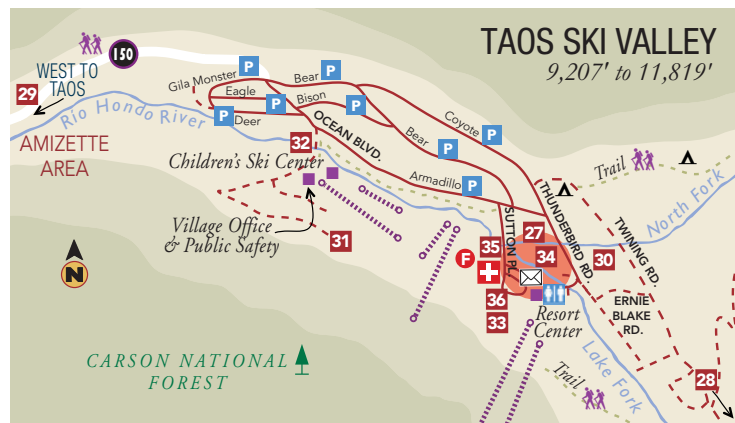 TAOS SKI VALLEY
9,207' to 11,819'
150
WEST TO
TAOS
29
Rio Hondo River
AMIZETTE
AREA
Gila Monster
P
Bear
P
Eagle
Bison
P
P
Deer
P
OCEAN BLVD.
Coyote
P
Bear
P
Armadillo
P
32
Children's Ski Center
Village Office
& Public Safety
31
Trail
North Fork
THUNDERBIRD RD.
TWINING RD.
SUTTON PL.
27
35
34
30
F
36
33
Resort
Center
ERNIE
BLAKE
RD.
Lake Fork
28
Trail
N
CARSON NATIONAL
FOREST